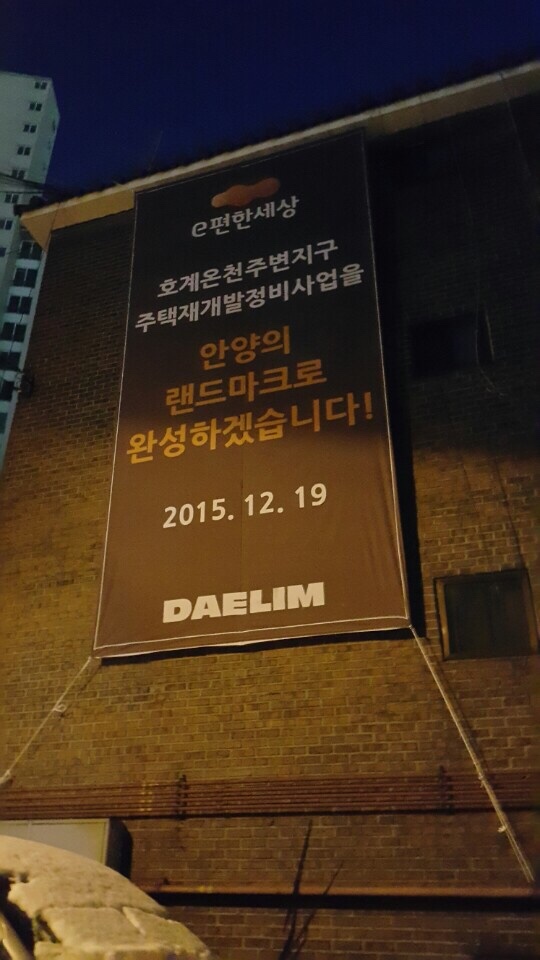 e편한세상
호계온천주변지구
주택재개발정비사업을
안양의
랜드마크로
완성하겠습니다!
2015. 12. 19
DAELIM